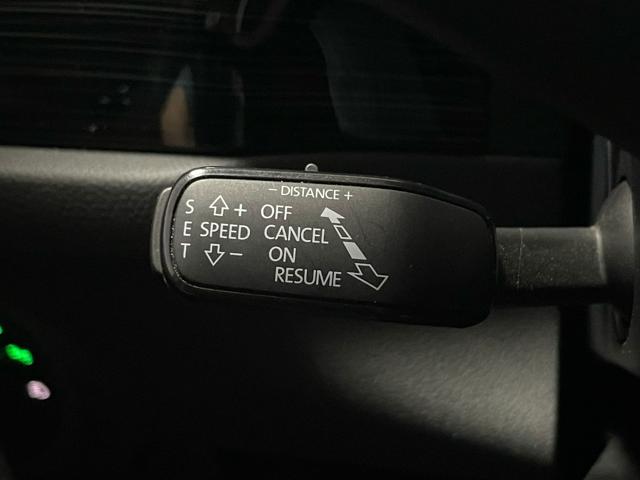 - DISTANCE +
S + OFF
E SPEED CANCEL
T - ON
RESUME